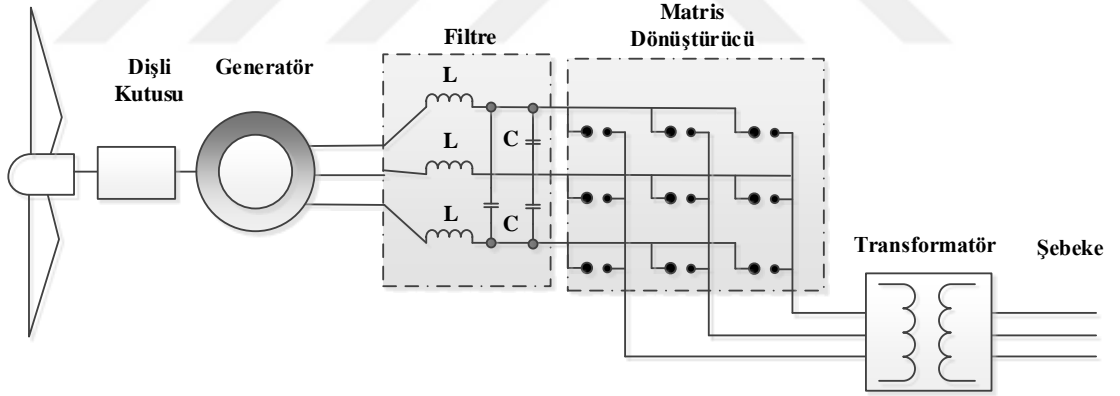 Dişli
Kutusu
Generatör
Filtre
L
L
L
C
C
Matris
Dönüştürücü
Transformatör
Şebeke